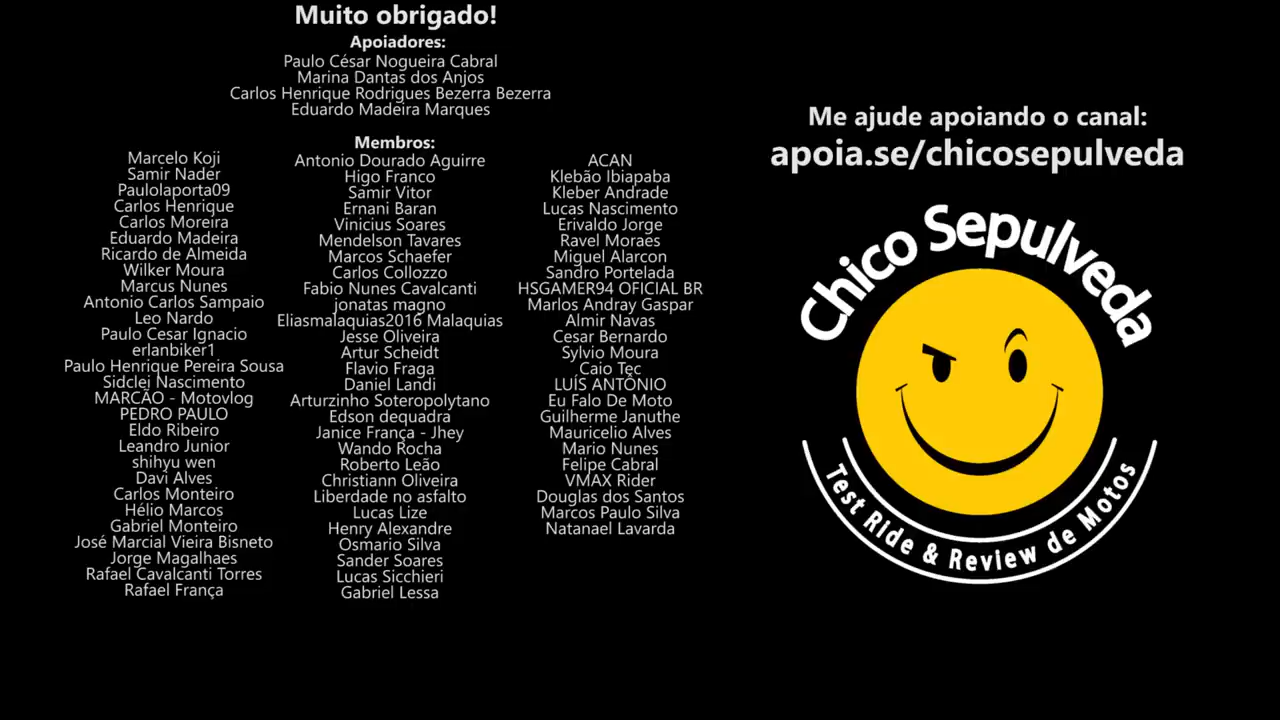 Muito obrigado!
Apoiadores:
Paulo César Nogueira Cabral
Marina Dantas dos Anjos
Carlos Henrique Rodrigues Bezerra Bezerra
Eduardo Madeira Marques
Membros:
Marcelo Koji
Samir Nader
Paulolaporta09
Carlos Henrique
Carlos Moreira
Eduardo Madeira
Ricardo de Almeida
Wilker Moura
Marcus Nunes
Antonio Carlos Sampaio
Leo Nardo
Paulo Cesar Ignacio
erlanbiker1
Paulo Henrique Pereira Sousa
Sidclei Nascimento
MARCÃO - Motovlog
PEDRO PAULO
Eldo Ribeiro
Leandro Junior
shihyu wen
Davi Alves
Carlos Monteiro
Hélio Marcos
Gabriel Monteiro
José Marcial Vieira Bisneto
Jorge Magalhaes
Rafael Cavalcanti Torres
Rafael França
Antonio Dourado Aguirre
Higo Franco
Samir Vitor
Ernani Baran
Vinicius Soares
Mendelson Tavares
Marcos Schaefer
Carlos Collozzo
Fabio Nunes Cavalcanti
jonatas magno
Eliasmalaquias2016 Malaquias
Jesse Oliveira
Artur Scheidt
Flavio Fraga
Daniel Landi
Arturzinho Soteropolytano
Edson dequadra
Janice França - Jhey
Wando Rocha
Roberto Leão
Christiann Oliveira
Liberdade no asfalto
Lucas Lize
Henry Alexandre
Osmario Silva
Sander Soares
Lucas Sicchieri
Gabriel Lessa
ACAN
Klebão Ibiapaba
Kleber Andrade
Lucas Nascimento
Erivaldo Jorge
Ravel Moraes
Miguel Alarcon
Sandro Portelada
HSGAMER94 OFICIAL BR
Marlos Andray Gaspar
Almir Navas
Cesar Bernardo
Sylvio Moura
Caio Tec
LUÍS ANTÔNIO
Eu Falo De Moto
Guilherme Januthe
Mauricelio Alves
Mario Nunes
Felipe Cabral
VMAX Rider
Douglas dos Santos
Marcos Paulo Silva
Natanael Lavarda
Me ajude apoiando o canal:
apoia.se/chicosepulveda
Chico Sepulveda
Test Ride & Review de Motos